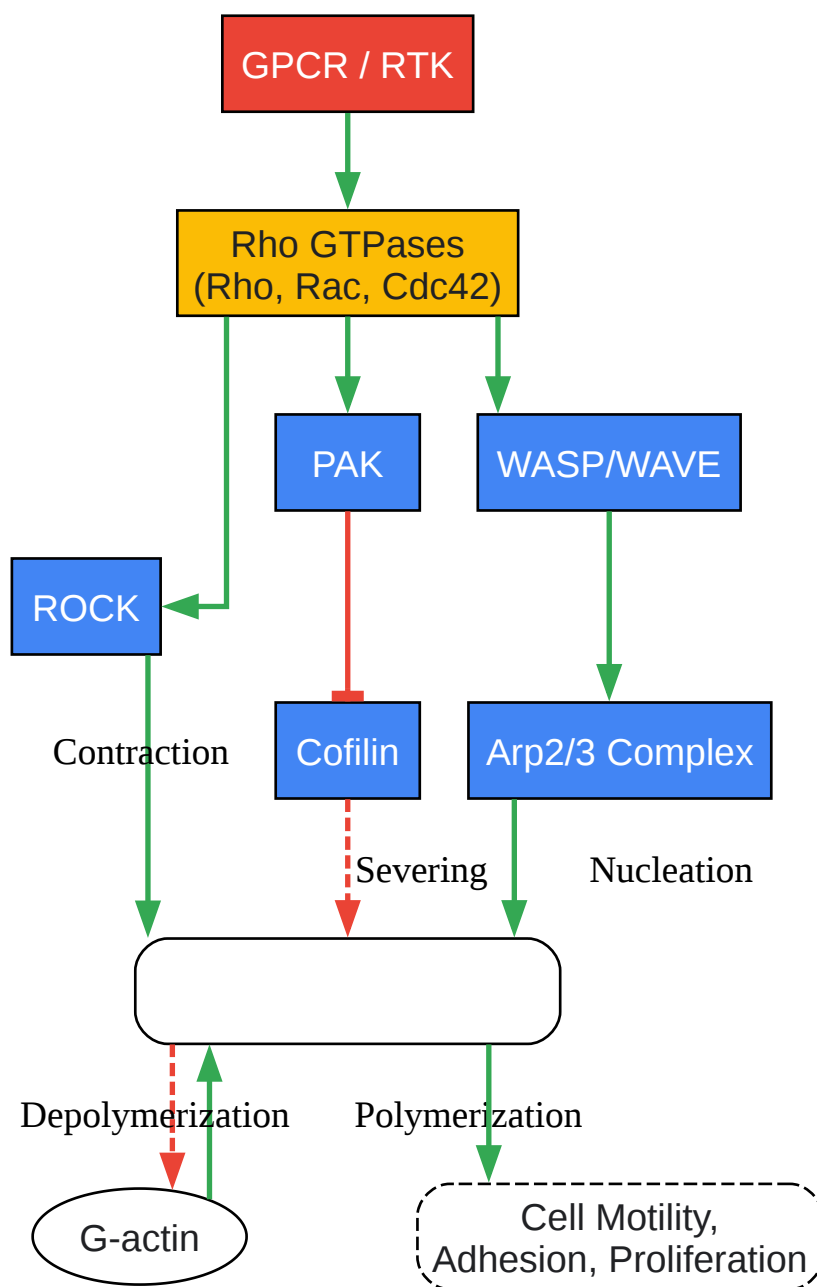 GPCR / RTK
Rho GTPases
(Rho, Rac, Cdc42)
PAK
WASP/WAVE
ROCK
Contraction
Cofilin
Arp2/3 Complex
Severing
Nucleation
Depolymerization
Polymerization
G-actin
Cell Motility,
Adhesion, Proliferation